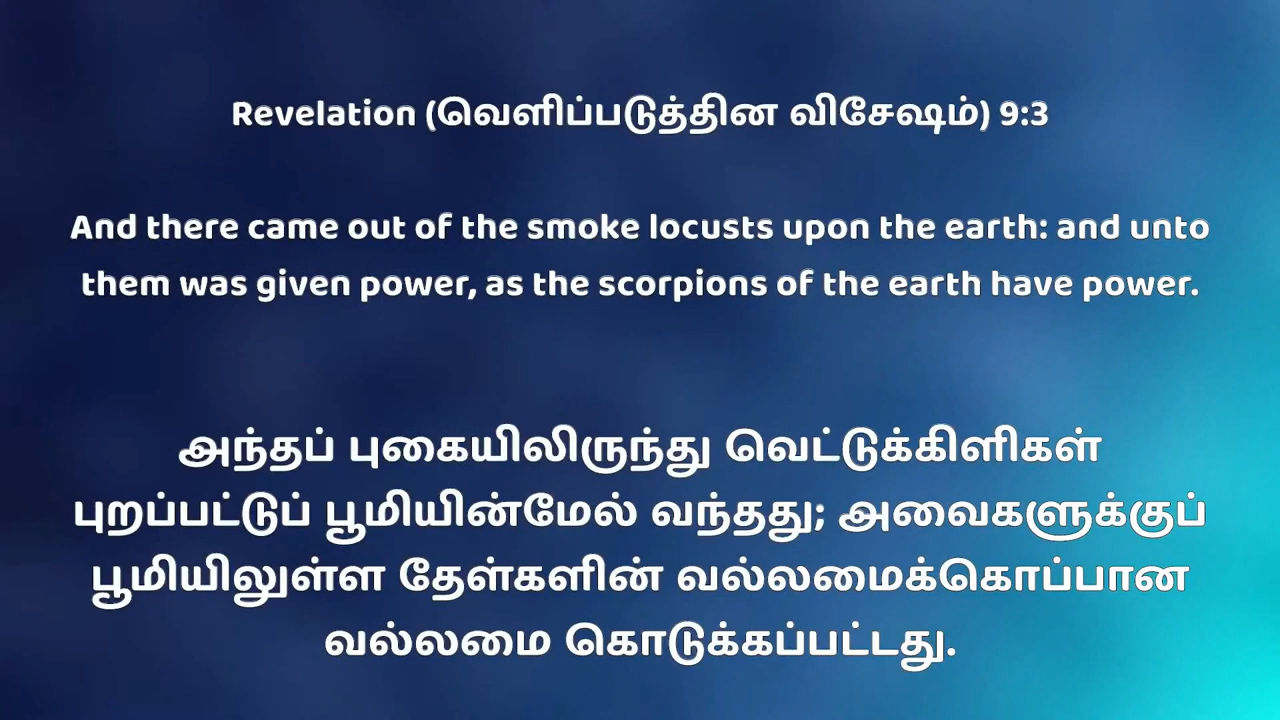 Revelation (வெளிப்படுத்தின விசேஷம்) 9:3
And there came out of the smoke locusts upon the earth: and unto
them was given power, as the scorpions of the earth have power.
அந்தப் புகையிலிருந்து வெட்டுக்கிளிகள்
புறப்பட்டுப் பூமியின்மேல் வந்தது; அவைகளுக்குப்
பூமியிலுள்ள தேள்களின் வல்லமைக்கொப்பான
வல்லமை கொடுக்கப்பட்டது.